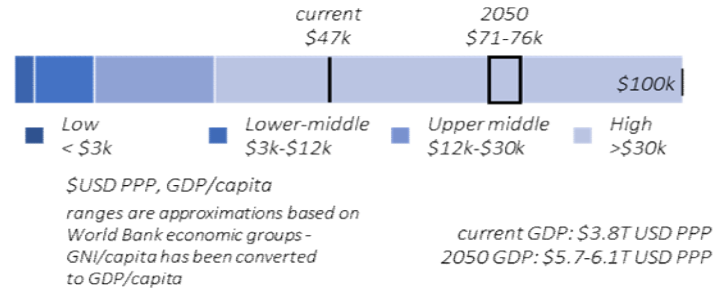 current
$47k
2050
$71-76k
$100k
Low
< $3k
Lower-middle
$3k-$12k
Upper middle
$12k-$30k
High
>$30k
$USD PPP, GDP/capita
ranges are approximations based on
World Bank economic groups -
GNI/capita has been converted
to GDP/capita
current GDP: $3.8T USD PPP
2050 GDP: $5.7-6.1T USD PPP